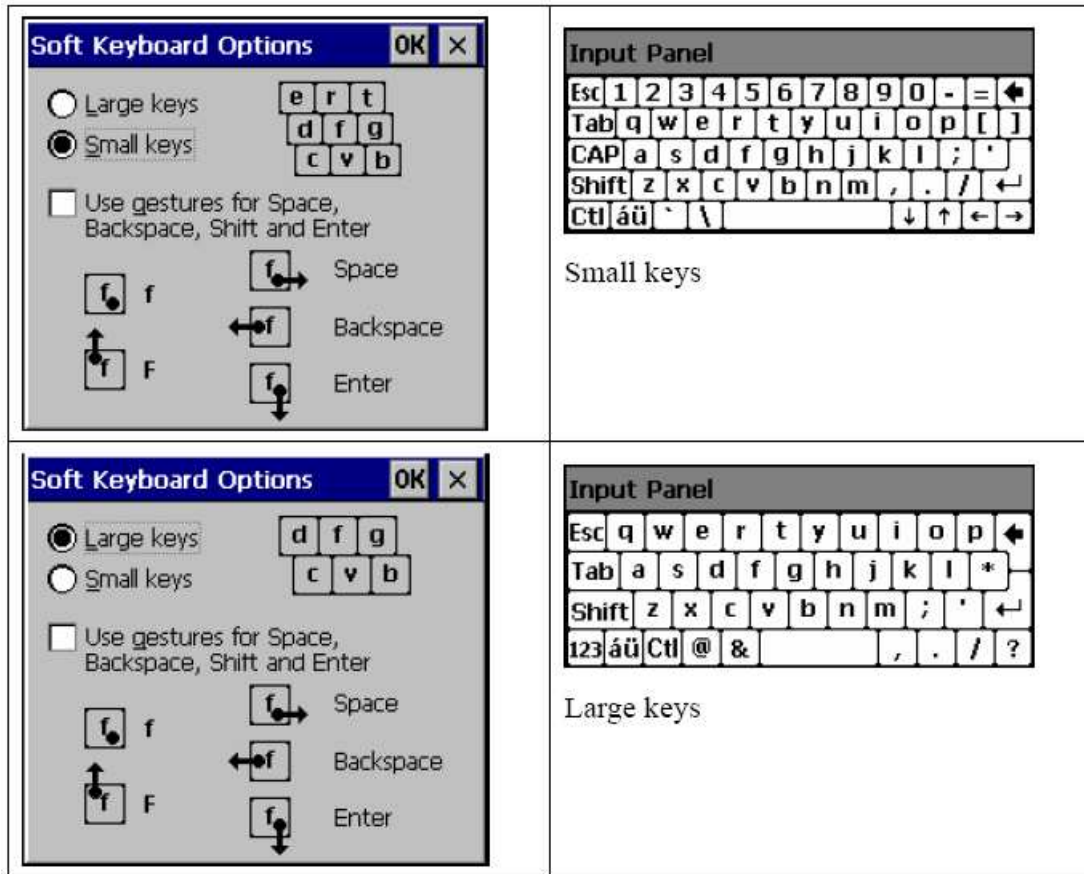 Soft Keyboard Options OK ×
Large keys
Small keys
e r t
d f g
c v b
Use gestures for Space,
Backspace, Shift and Enter
f f
f F
f Space
f Backspace
f Enter
Input Panel
Esc 1 2 3 4 5 6 7 8 9 0 - = 🠸
Tab q w e r t y u i o p [ ]
CAP a s d f g h j k l ; '
Shift z x c v b n m , . / ↵
Ctl áü ` \ ↓ ↑ ← →
Small keys
Soft Keyboard Options OK ×
Large keys
Small keys
d f g
c v b
Use gestures for Space,
Backspace, Shift and Enter
f f
f F
f Space
f Backspace
f Enter
Input Panel
Esc q w e r t y u i o p 🠸
Tab a s d f g h j k l *
Shift z x c v b n m ; ' ↵
123 áü Ctl @ & , . / ?
Large keys